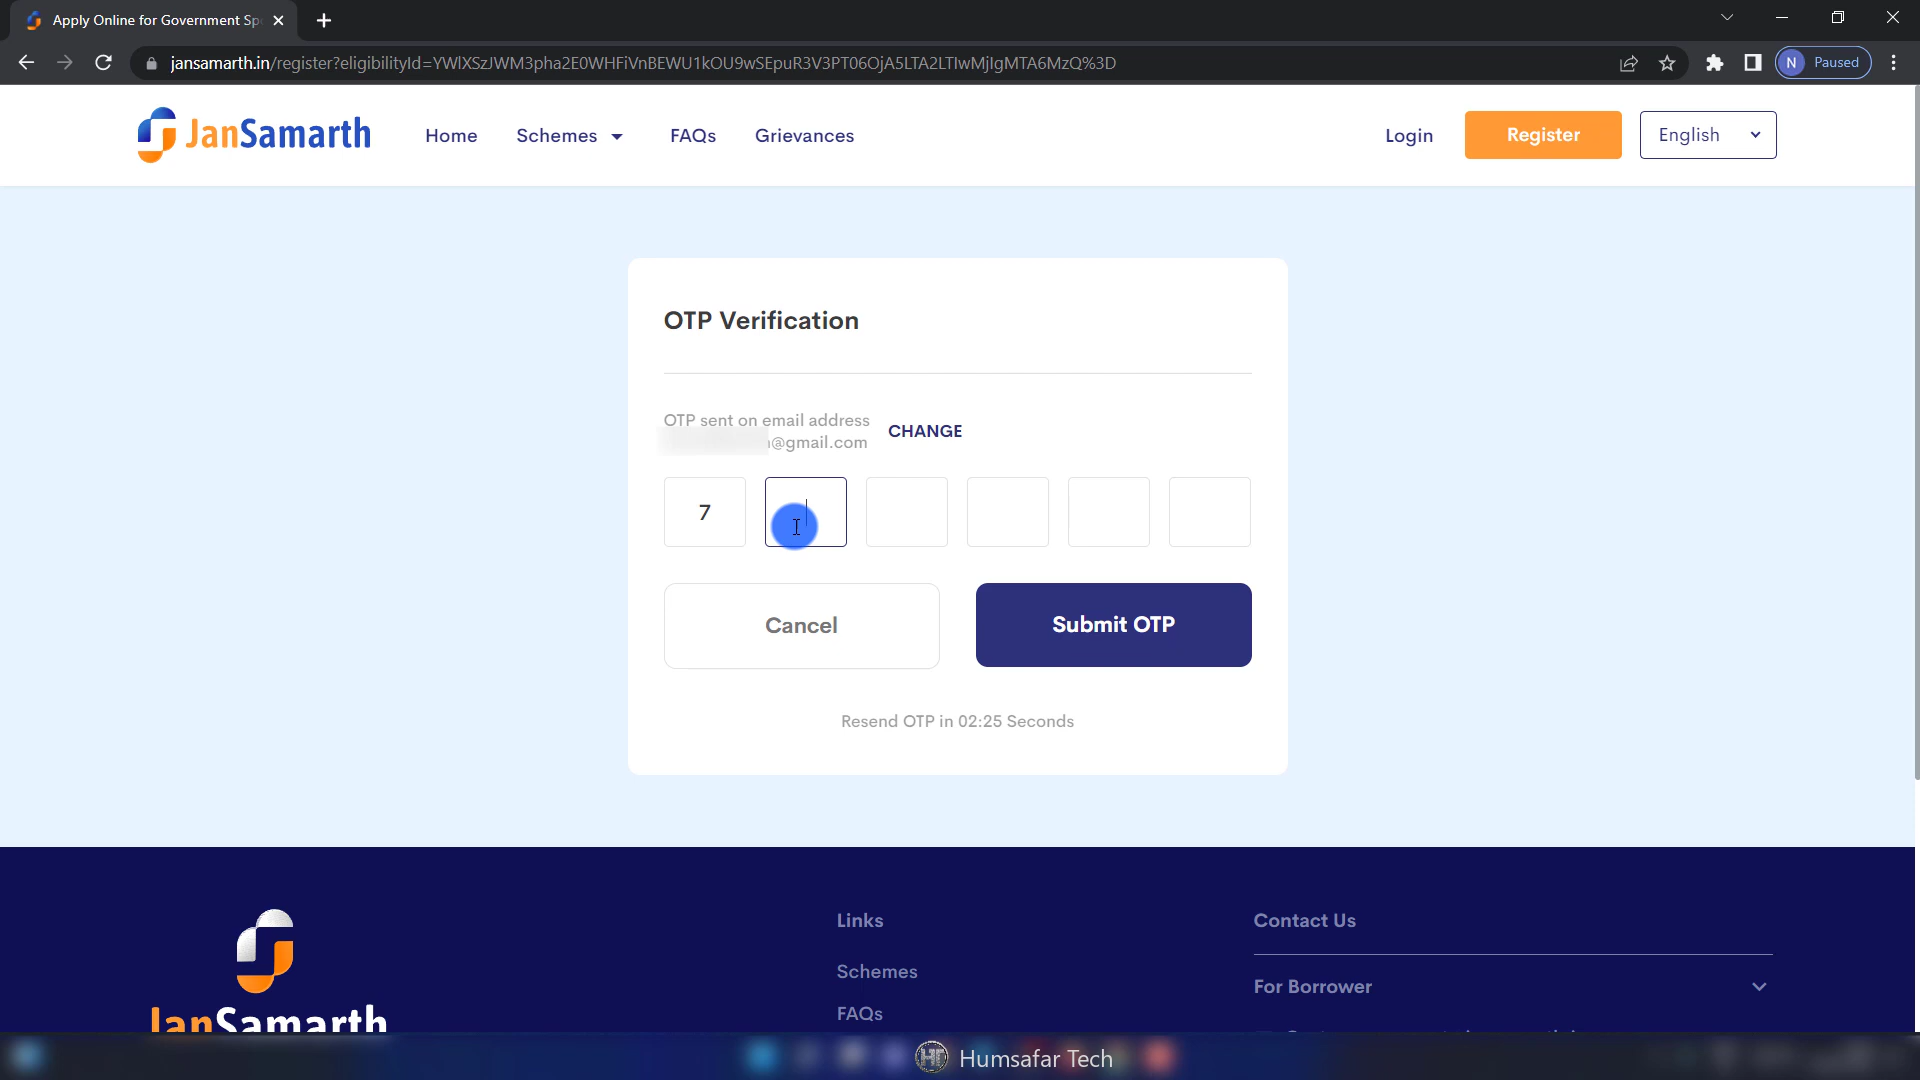 Apply Online for Government Sp
jansamarth.in/register?eligibilityId=YWlXSzJWM3pha2E0WHFiVnBEWU1kOU9wSEpuR3V3PT06OjA5LTA2LTIwMjIgMTA6MzQ%3D
N Paused
JanSamarth
Home
Schemes
FAQs
Grievances
Login
Register
English
OTP Verification
OTP sent on email address
@gmail.com
CHANGE
7
Cancel
Submit OTP
Resend OTP in 02:25 Seconds
JanSamarth
Links
Schemes
FAQs
Contact Us
For Borrower
HT Humsafar Tech